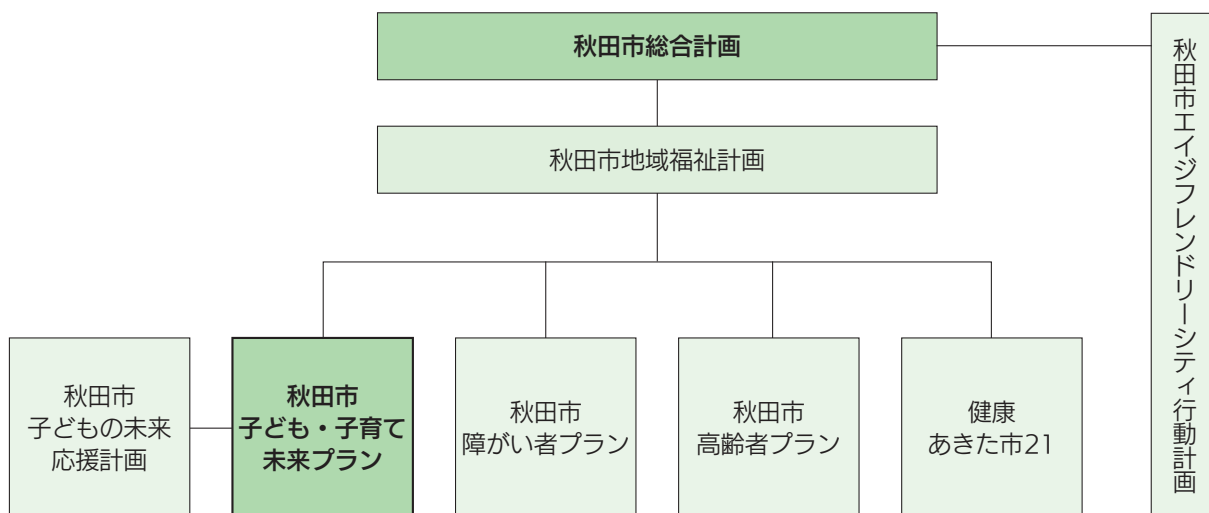 秋田市総合計画
秋田市地域福祉計画
秋田市エイジフレンドリーシティ行動計画
秋田市
子どもの未来
応援計画
秋田市
子ども・子育て
未来プラン
秋田市
障がい者プラン
秋田市
高齢者プラン
健康
あきた市21